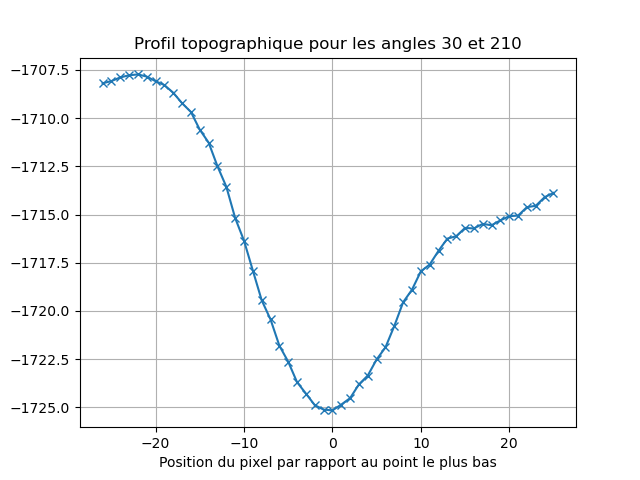 Profil topographique pour les angles 30 et 210
−1707.5
−1710.0
−1712.5
−1715.0
−1717.5
−1720.0
−1722.5
−1725.0
−20 −10 0 10 20
Position du pixel par rapport au point le plus bas